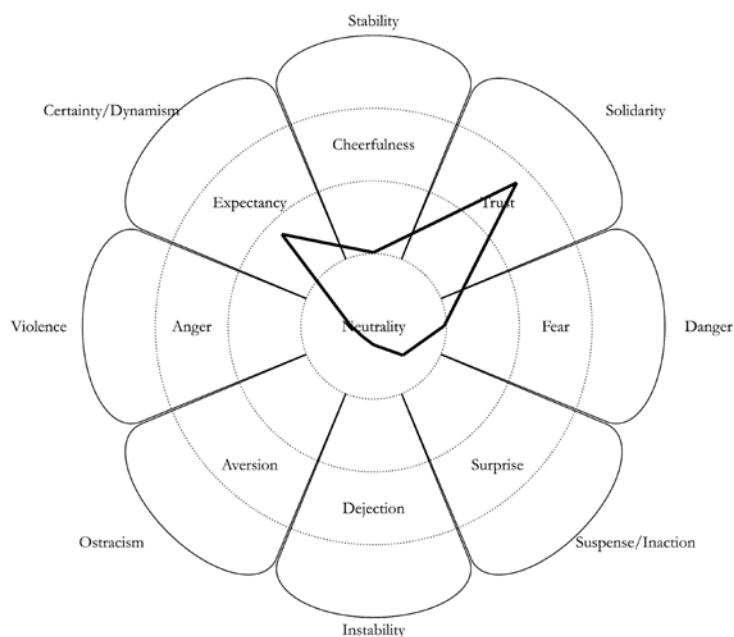 Stability
Certainty/Dynamism
Solidarity
Cheerfulness
Expectancy
Trust
Violence
Anger
Neutrality
Fear
Danger
Aversion
Surprise
Dejection
Ostracism
Suspense/Inaction
Instability